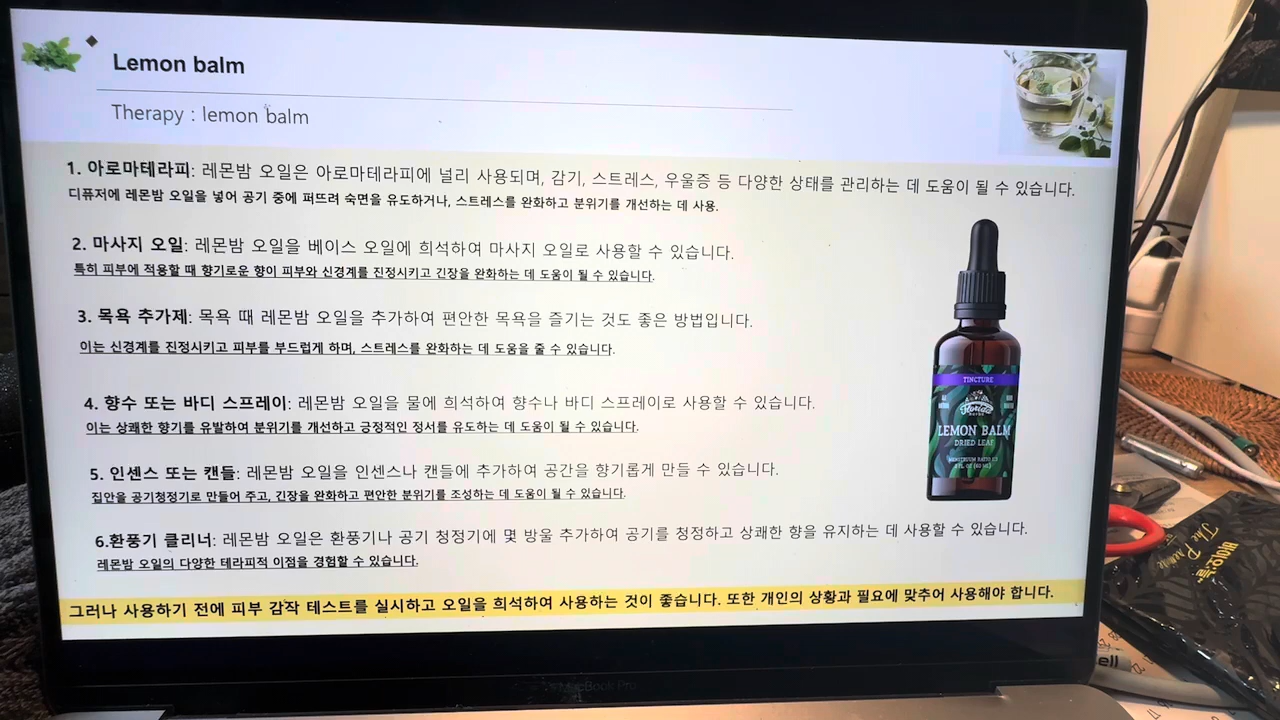 Lemon balm
Therapy : lemon balm
1. 아로마테라피: 레몬밤 오일은 아로마테라피에 널리 사용되며, 감기, 스트레스, 우울증 등 다양한 상태를 관리하는 데 도움이 될 수 있습니다.
디퓨저에 레몬밤 오일을 넣어 공기 중에 퍼뜨려 숙면을 유도하거나, 스트레스를 완화하고 분위기를 개선하는 데 사용.
2. 마사지 오일: 레몬밤 오일을 베이스 오일에 희석하여 마사지 오일로 사용할 수 있습니다.
특히 피부에 적용할 때 향기로운 향이 피부와 신경계를 진정시키고 긴장을 완화하는 데 도움이 될 수 있습니다.
3. 목욕 추가제: 목욕 때 레몬밤 오일을 추가하여 편안한 목욕을 즐기는 것도 좋은 방법입니다.
이는 신경계를 진정시키고 피부를 부드럽게 하며, 스트레스를 완화하는 데 도움을 줄 수 있습니다.
4. 향수 또는 바디 스프레이: 레몬밤 오일을 물에 희석하여 향수나 바디 스프레이로 사용할 수 있습니다.
이는 상쾌한 향기를 유발하여 분위기를 개선하고 긍정적인 정서를 유도하는 데 도움이 될 수 있습니다.
5. 인센스 또는 캔들: 레몬밤 오일을 인센스나 캔들에 추가하여 공간을 향기롭게 만들 수 있습니다.
집안을 공기청정기로 만들어 주고, 긴장을 완화하고 편안한 분위기를 조성하는 데 도움이 될 수 있습니다.
6.환풍기 클리너: 레몬밤 오일은 환풍기나 공기 청정기에 몇 방울 추가하여 공기를 청정하고 상쾌한 향을 유지하는 데 사용할 수 있습니다.
레몬밤 오일의 다양한 테라피적 이점을 경험할 수 있습니다.
그러나 사용하기 전에 피부 감작 테스트를 실시하고 오일을 희석하여 사용하는 것이 좋습니다. 또한 개인의 상황과 필요에 맞추어 사용해야 합니다.
TINCTURE
Florida
LEMON BALM
DRIED LEAF
MacBook Pro
The
ell